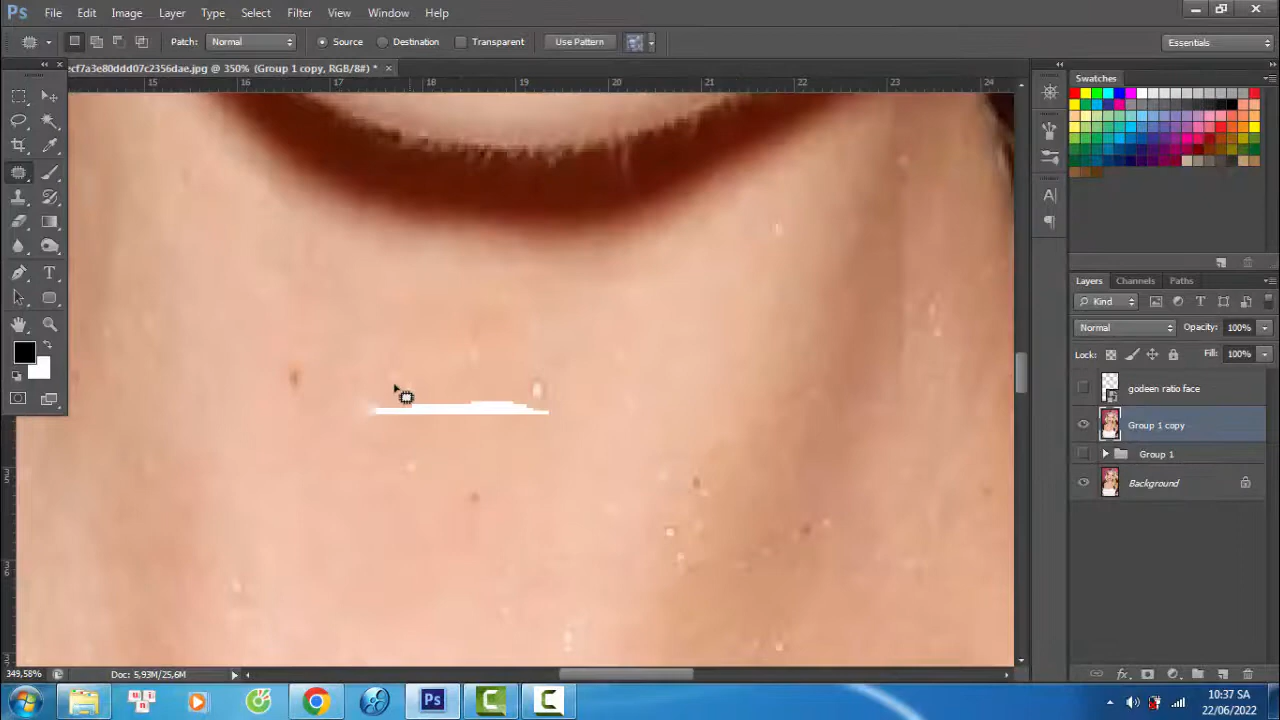 Ps File Edit Image Layer Type Select Filter View Window Help
Patch: Normal Source Destination Transparent Use Pattern Essentials
ecf7a3e80ddd07c2356dae.jpg @ 350% (Group 1 copy, RGB/8#) * ×
15 16 17 18 19 20 21 22 23 24
Swatches
Layers Channels Paths
Kind
Normal Opacity: 100%
Lock: Fill: 100%
godeen ratio face
Group 1 copy
Group 1
Background
349,58% Doc: 5,93M/25,6M
10:37 SA
22/06/2022